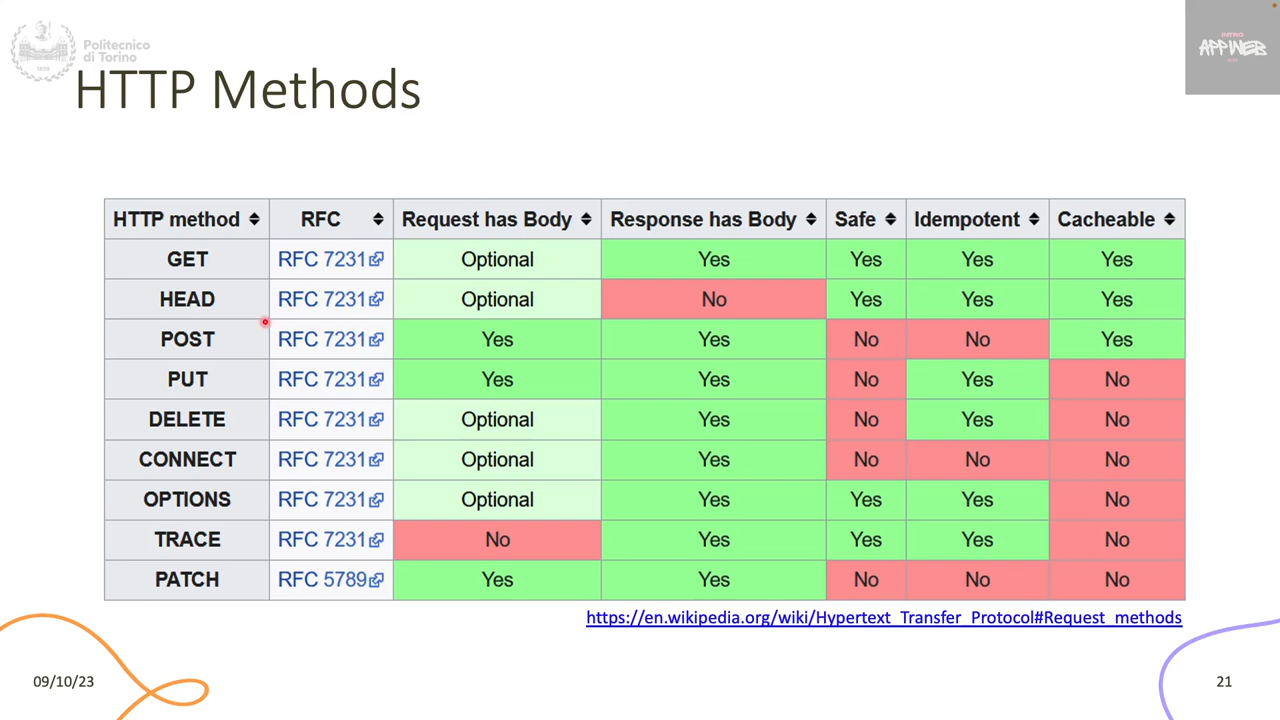 Politecnico
di Torino
1859
INTRO
APPWEB
HTTP Methods
HTTP method RFC Request has Body Response has Body Safe Idempotent Cacheable
GET RFC 7231 Optional Yes Yes Yes Yes
HEAD RFC 7231 Optional No Yes Yes Yes
POST RFC 7231 Yes Yes No No Yes
PUT RFC 7231 Yes Yes No Yes No
DELETE RFC 7231 Optional Yes No Yes No
CONNECT RFC 7231 Optional Yes No No No
OPTIONS RFC 7231 Optional Yes Yes Yes No
TRACE RFC 7231 No Yes Yes Yes No
PATCH RFC 5789 Yes Yes No No No
https://en.wikipedia.org/wiki/Hypertext_Transfer_Protocol#Request_methods
09/10/23
21